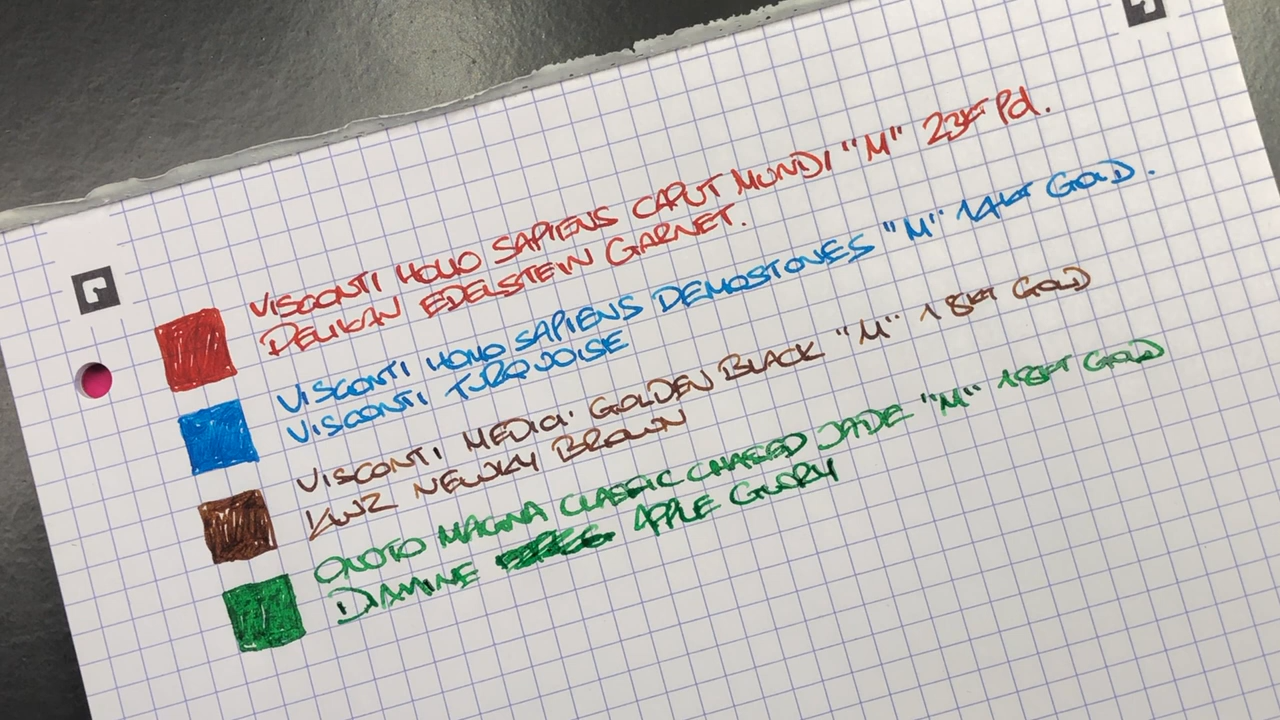 VISCONTI HOMO SAPIENS CAPUT MUNDI "M" 23KT Pd.
PELIKAN EDELSTEIN GARNET.
VISCONTI HOMO SAPIENS DEMOSTONES "M" 14KT GOLD.
VISCONTI TURQUOISE
VISCONTI MEDICI GOLDEN BLACK "M" 18KT GOLD
KWZ NEWKY BROWN
ONOTO MAGNA CLASSIC CHASED JADE "M" 18KT GOLD
DIAMINE APPLE GLORY